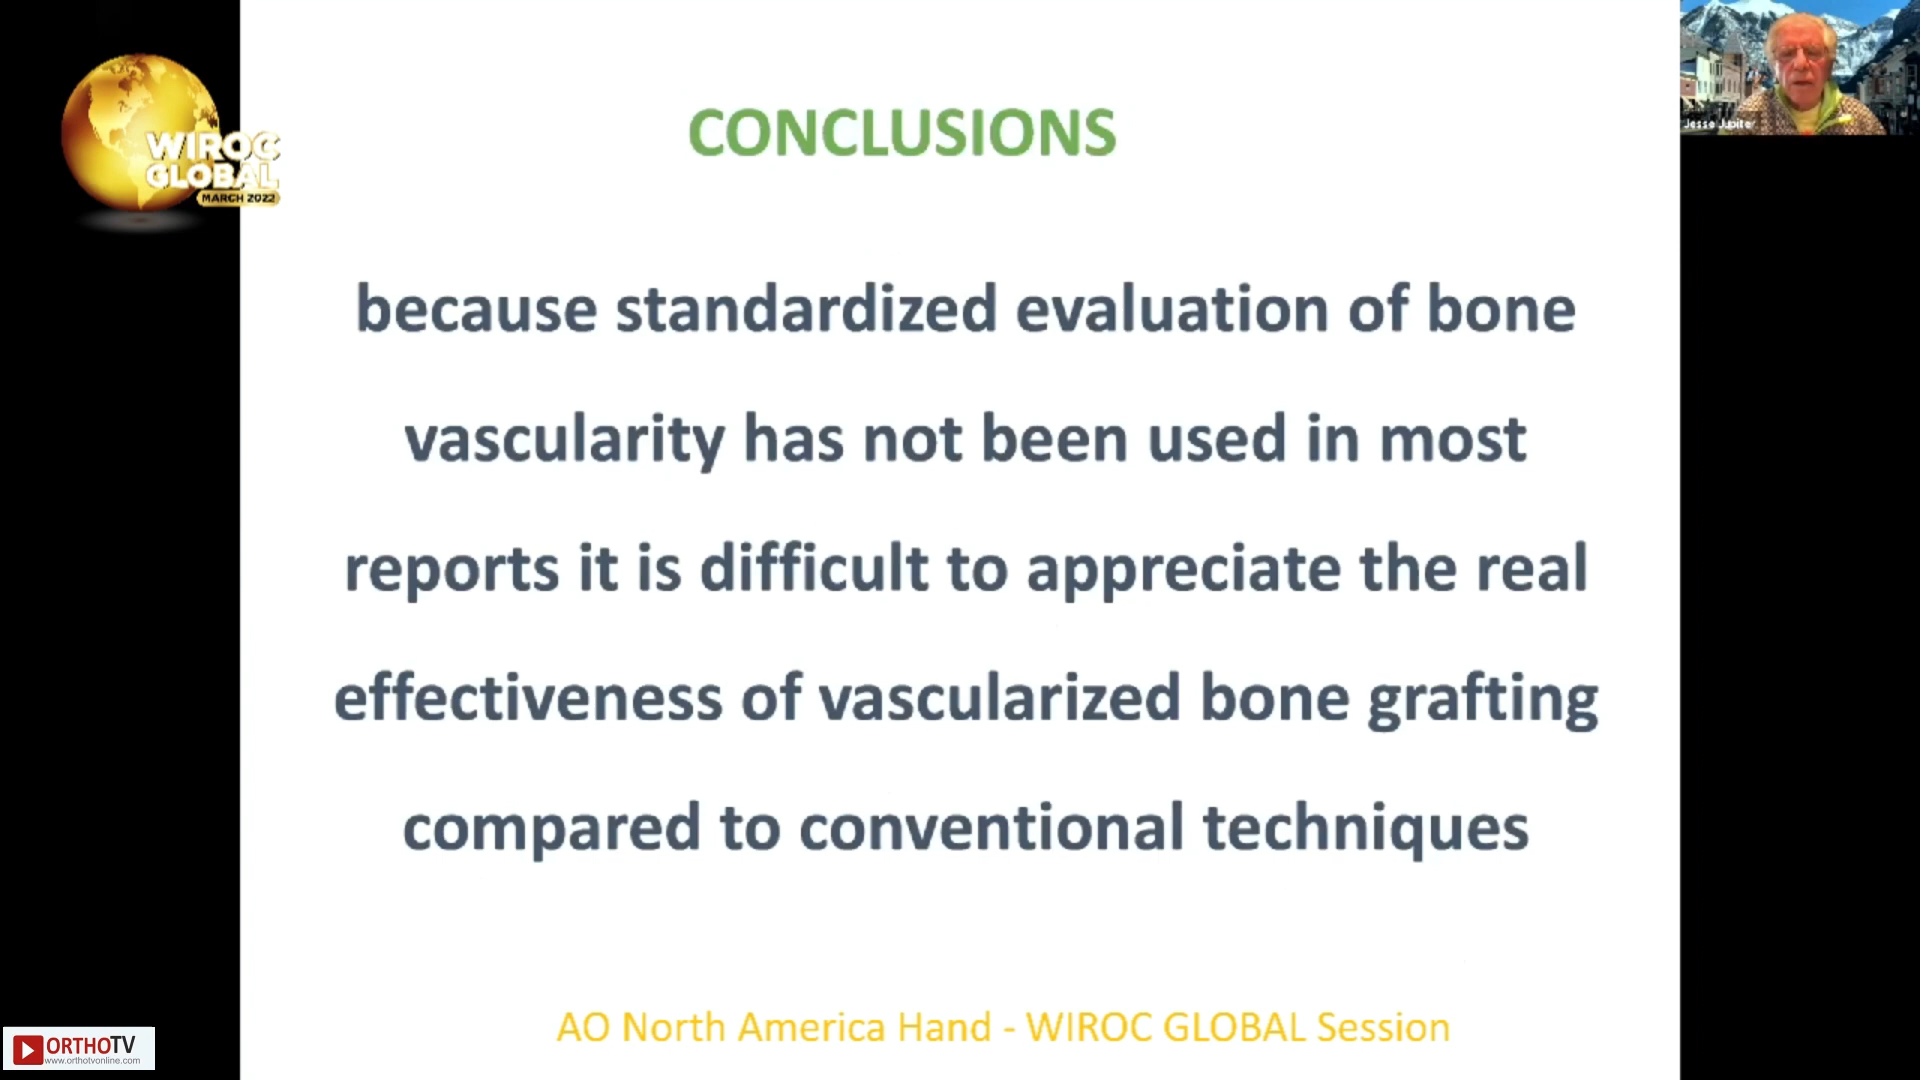 WIROC
GLOBAL
MARCH 2022
CONCLUSIONS
Jesse Jupiter
because standardized evaluation of bone
vascularity has not been used in most
reports it is difficult to appreciate the real
effectiveness of vascularized bone grafting
compared to conventional techniques
AO North America Hand - WIROC GLOBAL Session
ORTHOTV
www.orthotvonline.com